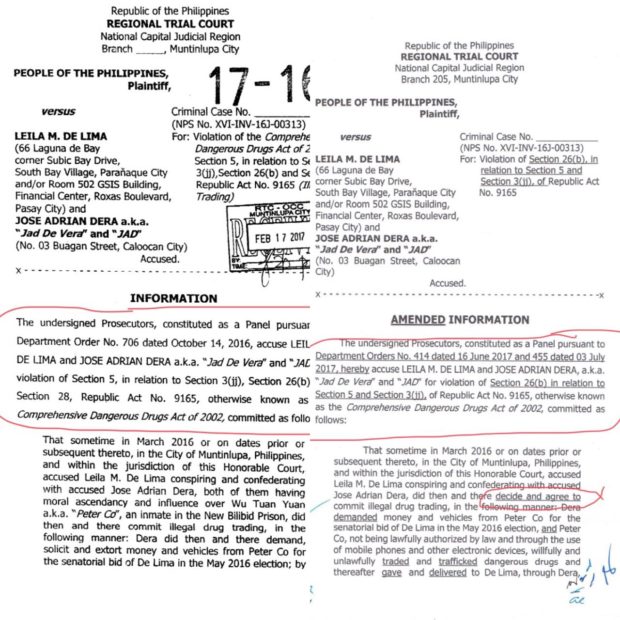 Republic of the Philippines
REGIONAL TRIAL COURT
National Capital Judicial Region
Branch _____, Muntinlupa City
PEOPLE OF THE PHILIPPINES,
Plaintiff,
17-16
versus
Criminal Case No.
(NPS No. XVI-INV-16J-00313)
LEILA M. DE LIMA
(66 Laguna de Bay
corner Subic Bay Drive,
South Bay Village, Parañaque City
and/or Room 502 GSIS Building,
Financial Center, Roxas Boulevard,
Pasay City) and
JOSE ADRIAN DERA a.k.a.
"Jad De Vera" and "JAD"
(No. 03 Buagan Street, Caloocan City)
Accused.
For: Violation of the Comprehe
Dangerous Drugs Act of 2
Section 5, in relation to Se
3(jj), Section 26(b) and Se
Republic Act No. 9165 (Il
Trading)
RTC - OCC
MUNTINLUPA CITY
FEB 17 2017
BY:
TIME:
x
INFORMATION
The undersigned Prosecutors, constituted as a Panel pursuan
Department Order No. 706 dated October 14, 2016, accuse LEIL
DE LIMA and JOSE ADRIAN DERA a.k.a. "Jad De Vera" and "JAD
violation of Section 5, in relation to Section 3(jj), Section 26(b)
Section 28, Republic Act No. 9165, otherwise known as
Comprehensive Dangerous Drugs Act of 2002, committed as follo
That sometime in March 2016 or on dates prior or
subsequent thereto, in the City of Muntinlupa, Philippines,
and within the jurisdiction of this Honorable Court,
accused Leila M. De Lima conspiring and confederating
with accused Jose Adrian Dera, both of them having
moral ascendancy and influence over Wu Tuan Yuan
a.k.a. "Peter Co", an inmate in the New Bilibid Prison, did
then and there commit illegal drug trading, in the
following manner: Dera did then and there demand,
solicit and extort money and vehicles from Peter Co for
the senatorial bid of De Lima in the May 2016 election; by
Republic of the Philippines
REGIONAL TRIAL COURT
National Capital Judicial Region
Branch 205, Muntinlupa City
PEOPLE OF THE PHILIPPINES,
Plaintiff,
versus
Criminal Case No.
(NPS No. XVI-INV-16J-00313)
LEILA M. DE LIMA
(66 Laguna de Bay
corner Subic Bay Drive,
South Bay Village, Parañaque City
and/or Room 502 GSIS Building,
Financial Center, Roxas Boulevard,
Pasay City) and
JOSE ADRIAN DERA a.k.a.
"Jad De Vera" and "JAD"
(No. 03 Buagan Street, Caloocan
City)
Accused.
For: Violation of Section 26(b), in
relation to Section 5 and
Section 3(jj), of Republic Act
No. 9165
x x
AMENDED INFORMATION
The undersigned Prosecutors, constituted as a Panel pursuant to
Department Orders No. 414 dated 16 June 2017 and 455 dated 03 July
2017, hereby accuse LEILA M. DE LIMA and JOSE ADRIAN DERA, a.k.a.
"Jad De Vera" and "JAD" for violation of Section 26(b) in relation to
Section 5 and Section 3(jj), of Republic Act No. 9165, otherwise known
as the Comprehensive Dangerous Drugs Act of 2002, committed as
follows:
That sometime in March 2016 or on dates prior or
subsequent thereto, in the City of Muntinlupa, Philippines,
and within the jurisdiction of this Honorable Court, accused
Leila M. De Lima conspiring and confederating with accused
Jose Adrian Dera, did then and there decide and agree to
commit illegal drug trading, in the following manner: Dera
demanded money and vehicles from Peter Co for the
senatorial bid of De Lima in the May 2016 election, and Peter
Co, not being lawfully authorized by law and through the use
of mobile phones and other electronic devices, willfully and
unlawfully traded and trafficked dangerous drugs and
thereafter gave and delivered to De Lima, through Dera,